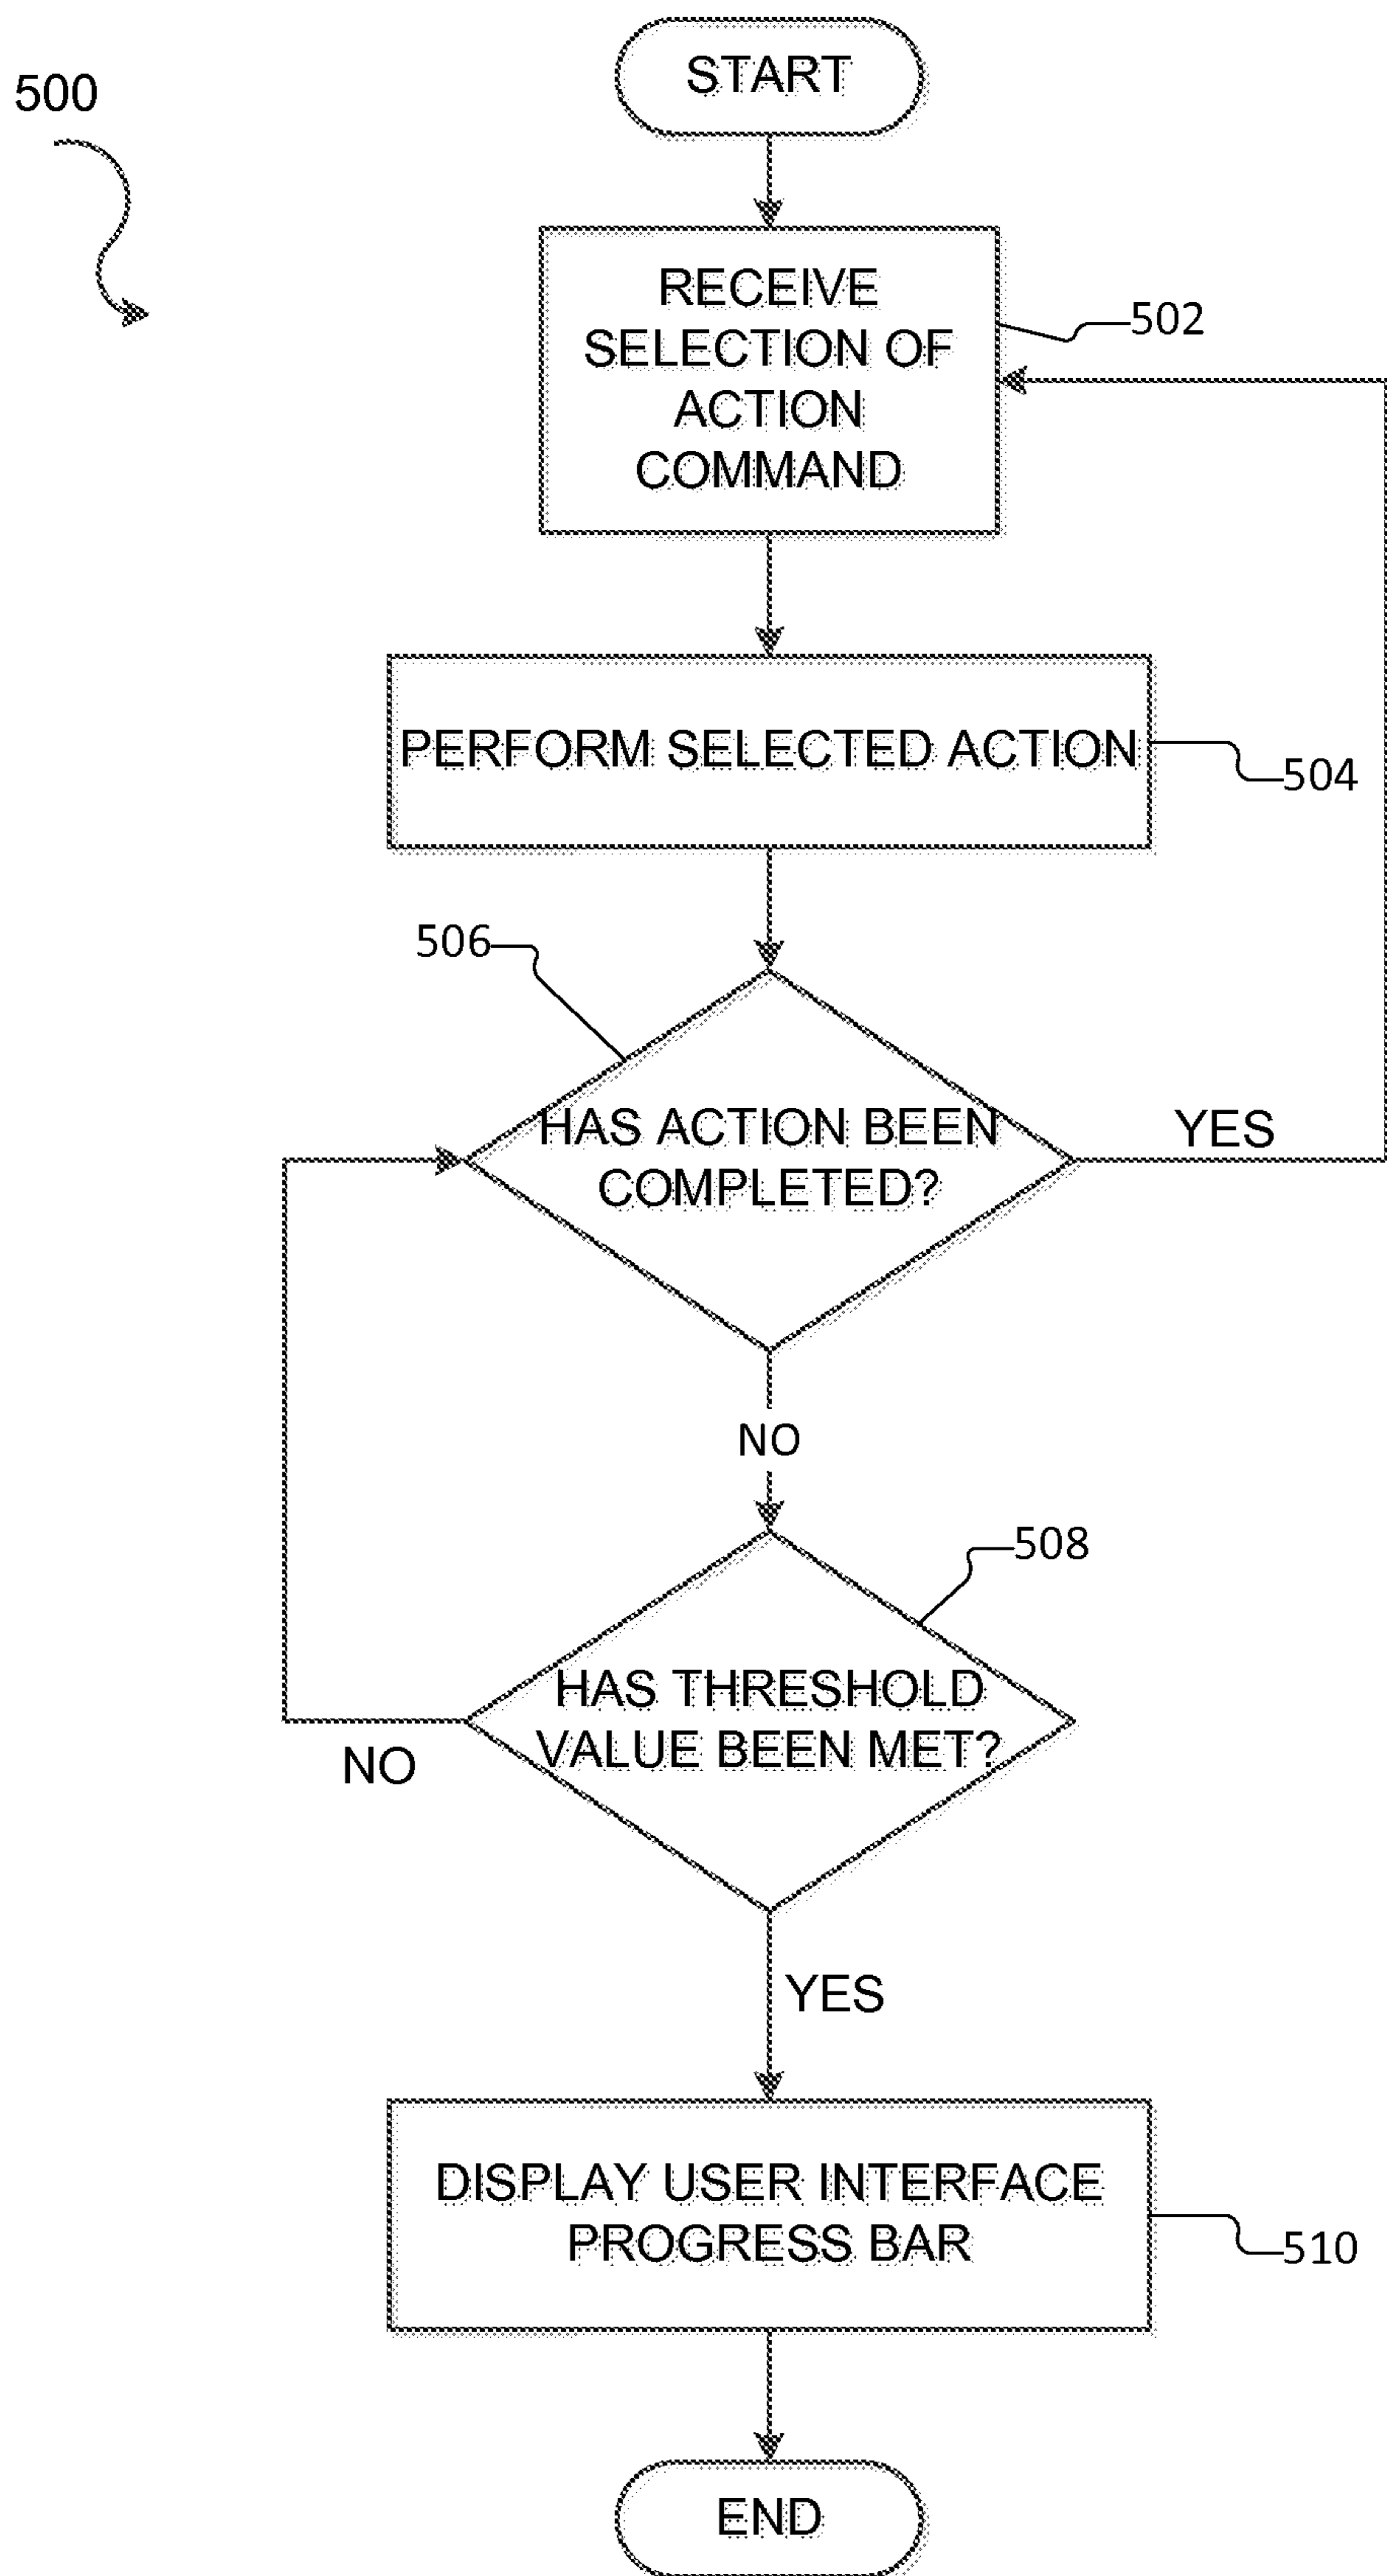 START
500
RECEIVE
SELECTION OF
ACTION
COMMAND
502
PERFORM SELECTED ACTION
504
506
HAS ACTION BEEN
COMPLETED?
YES
NO
508
HAS THRESHOLD
VALUE BEEN MET?
NO
YES
DISPLAY USER INTERFACE
PROGRESS BAR
510
END